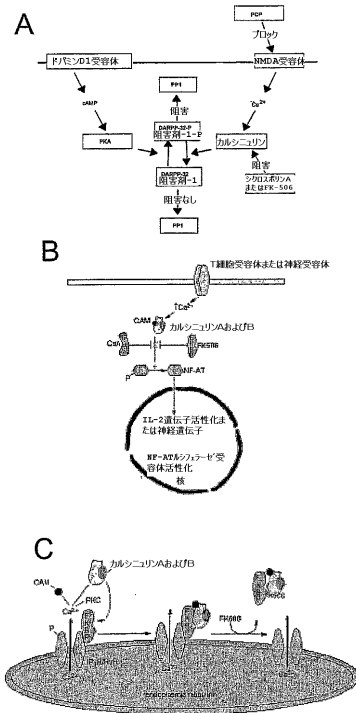 A
PCP
ブロック
ドパミンD1受容体
NMDA受容体
PP1
cAMP
↑Ca²⁺
阻害
DARPP-32-P
阻害剤-1-P
PKA
カルシニュリン
DARPP-32
阻害剤-1
阻害
シクロスポリンA
またはFK-506
阻害なし
PP1
B
T細胞受容体または神経受容体
↑Ca²⁺
CAM
カルシニュリンAおよびB
CsA
FK506
P
NF-AT
IL-2遺伝子活性化ま
たは神経遺伝子
NF-ATルシフェラーゼ受
容体活性化
核
C
カルシニュリンAおよびB
CAM
Ca²⁺
PKC
P
FK506